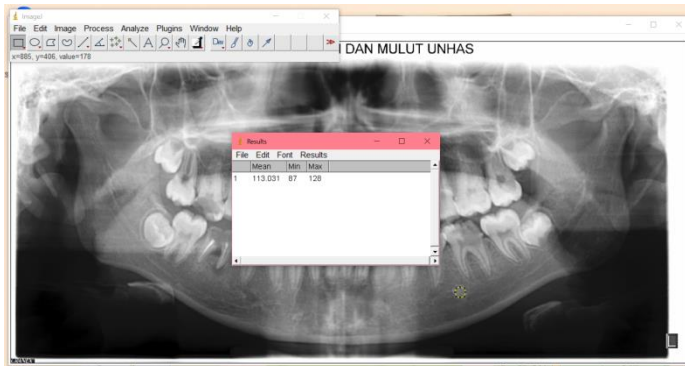 ImageJ
File Edit Image Process Analyze Plugins Window Help
Dev
x=885, y=406, value=178
DAN MULUT UNHAS
Results
File Edit Font Results
Mean Min Max
1 113.031 87 128
L